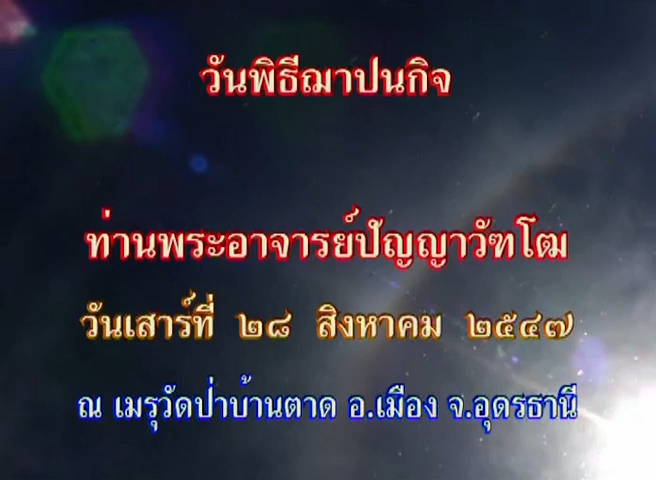 วันพิธีฌาปนกิจ
ท่านพระอาจารย์ปัญญาวัฑโฒ
วันเสาร์ที่ ๒๘ สิงหาคม ๒๕๔๗
ณ เมรุวัดป่าบ้านตาด อ.เมือง จ.อุดรธานี